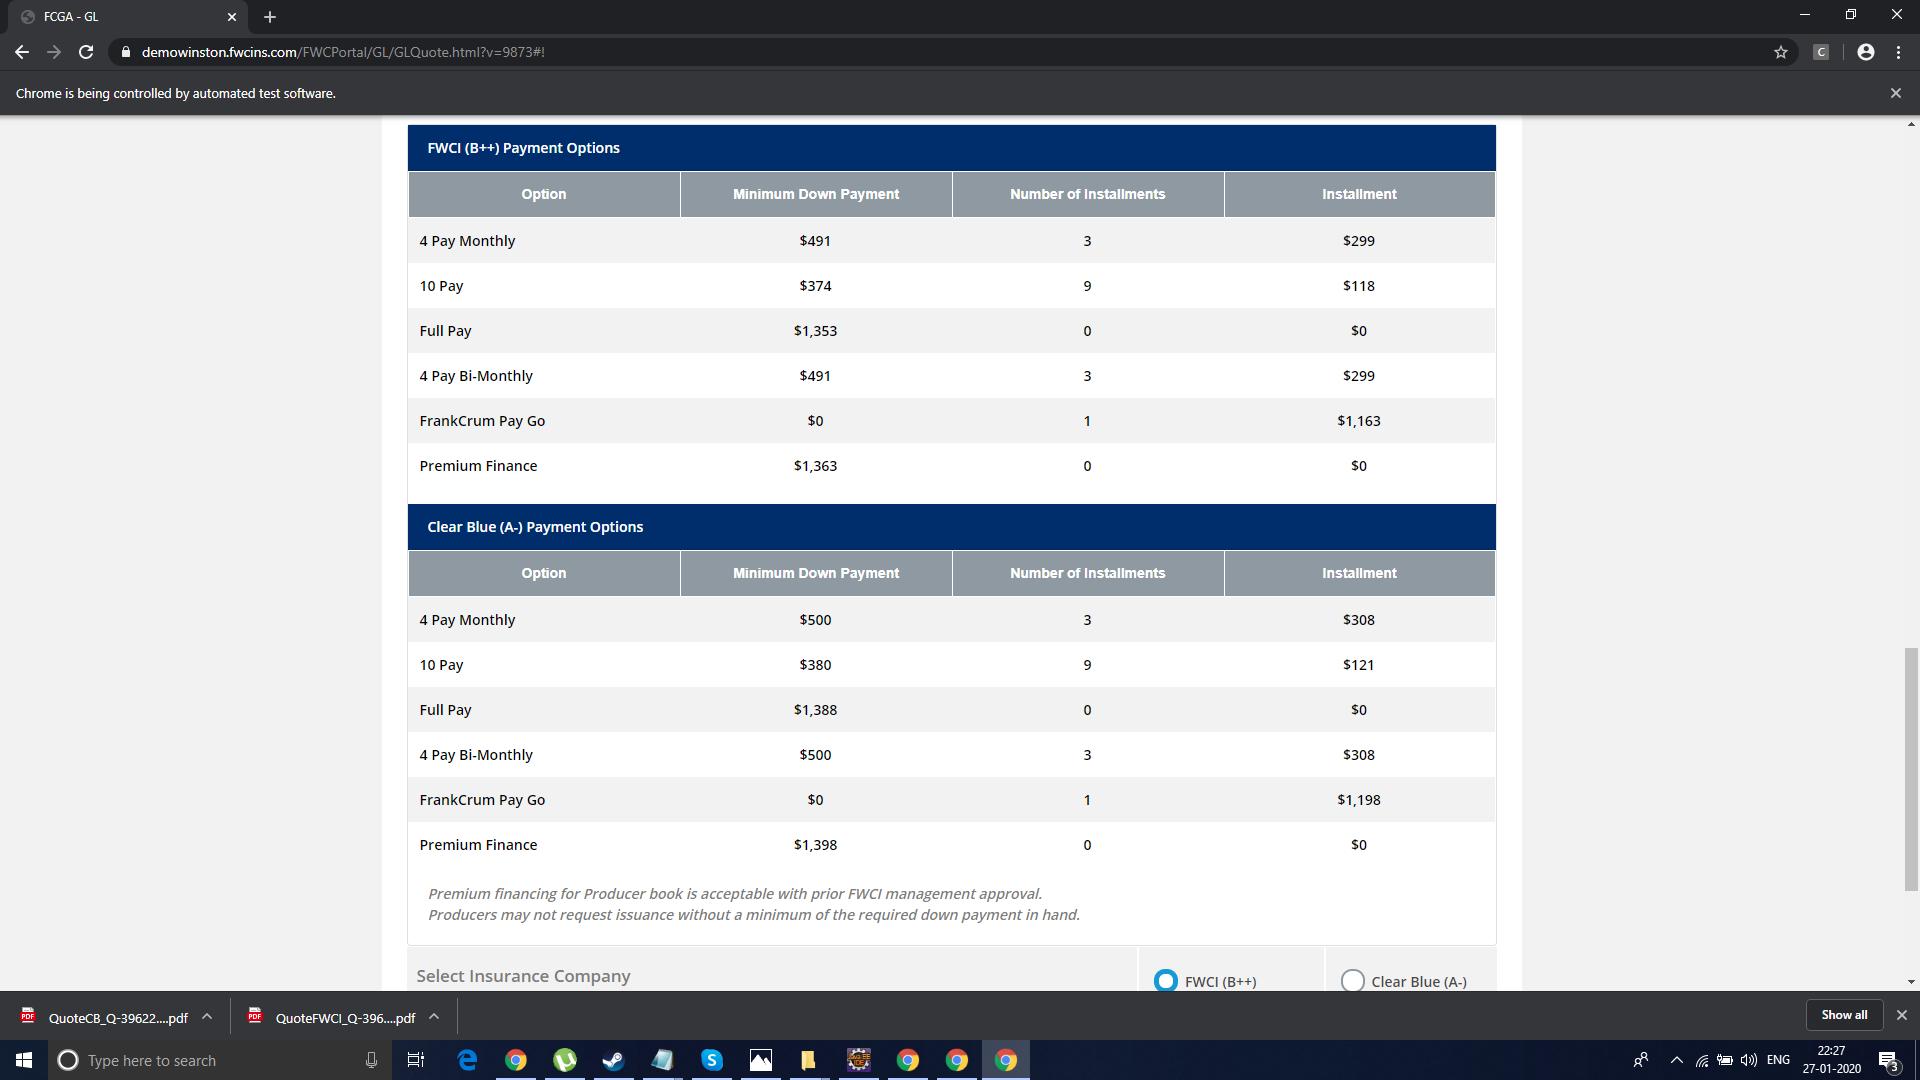 FCGA - GL
demowinston.fwcins.com/FWCPortal/GL/GLQuote.html?v=9873#!
C
Chrome is being controlled by automated test software.
FWCI (B++) Payment Options
Option Minimum Down Payment Number of Installments Installment
4 Pay Monthly $491 3 $299
10 Pay $374 9 $118
Full Pay $1,353 0 $0
4 Pay Bi-Monthly $491 3 $299
FrankCrum Pay Go $0 1 $1,163
Premium Finance $1,363 0 $0
Clear Blue (A-) Payment Options
Option Minimum Down Payment Number of Installments Installment
4 Pay Monthly $500 3 $308
10 Pay $380 9 $121
Full Pay $1,388 0 $0
4 Pay Bi-Monthly $500 3 $308
FrankCrum Pay Go $0 1 $1,198
Premium Finance $1,398 0 $0
Premium financing for Producer book is acceptable with prior FWCI management approval.
Producers may not request issuance without a minimum of the required down payment in hand.
Select Insurance Company FWCI (B++) Clear Blue (A-)
PDF QuoteCB_Q-39622....pdf PDF QuoteFWCI_Q-396....pdf Show all
Type here to search ENG 22:27
27-01-2020 3